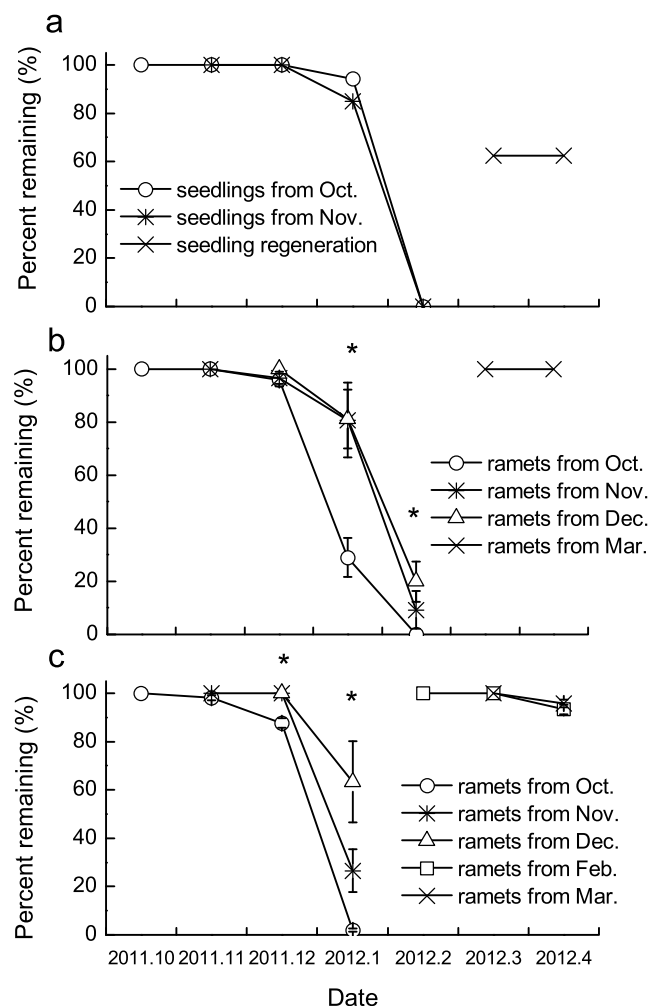 a
Percent remaining (%)
100
80
60
40
20
0
seedlings from Oct.
seedlings from Nov.
seedling regeneration
b
Percent remaining (%)
100
80
60
40
20
0
*
*
ramets from Oct.
ramets from Nov.
ramets from Dec.
ramets from Mar.
c
Percent remaining (%)
100
80
60
40
20
0
*
*
ramets from Oct.
ramets from Nov.
ramets from Dec.
ramets from Feb.
ramets from Mar.
2011.10 2011.11 2011.12 2012.1 2012.2 2012.3 2012.4
Date